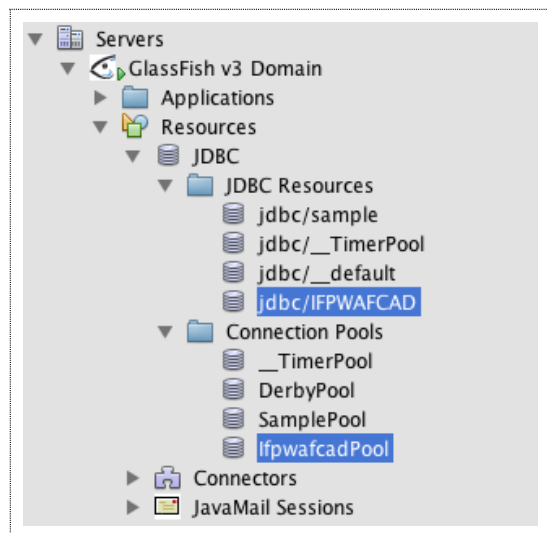 Servers
GlassFish v3 Domain
Applications
Resources
JDBC
JDBC Resources
jdbc/sample
jdbc/__TimerPool
jdbc/__default
jdbc/IFPWAFCAD
Connection Pools
__TimerPool
DerbyPool
SamplePool
IfpwafcadPool
Connectors
JavaMail Sessions